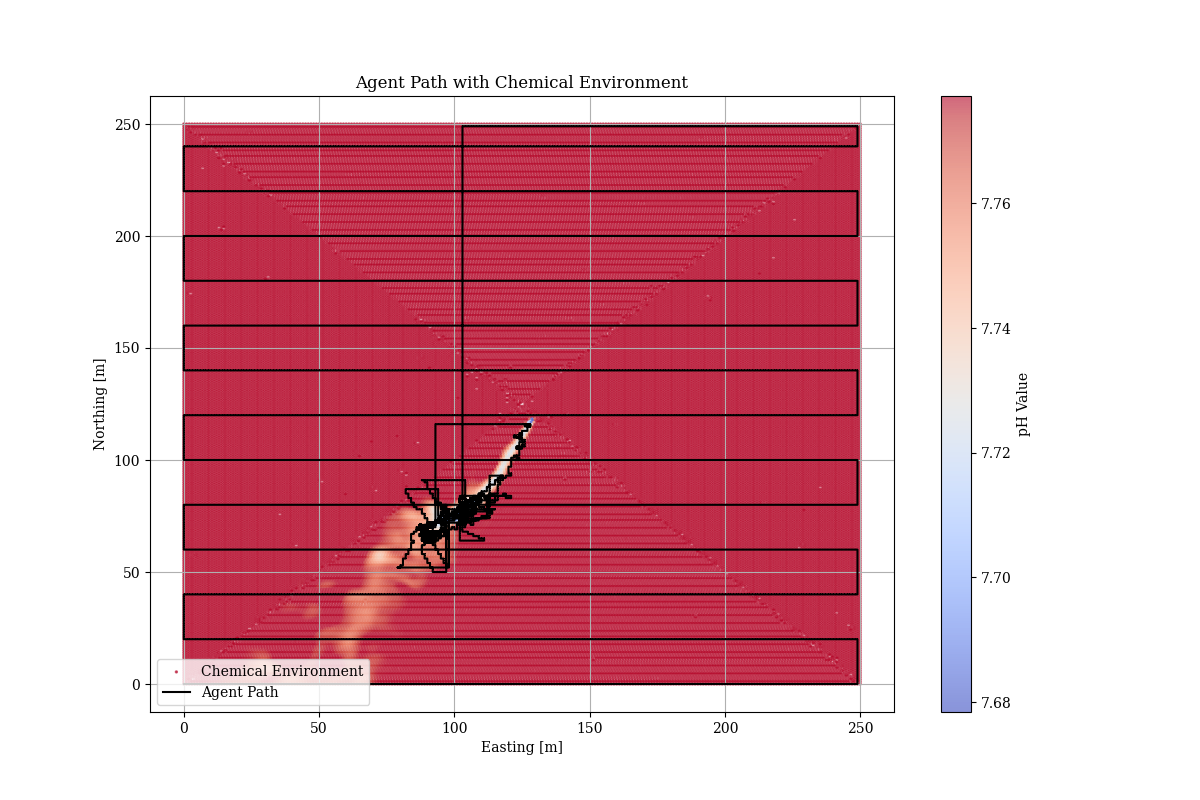 Agent Path with Chemical Environment
250
200
150
100
50
0
Northing [m]
Chemical Environment
Agent Path
0 50 100 150 200 250
Easting [m]
7.76
7.74
7.72
7.70
7.68
pH Value